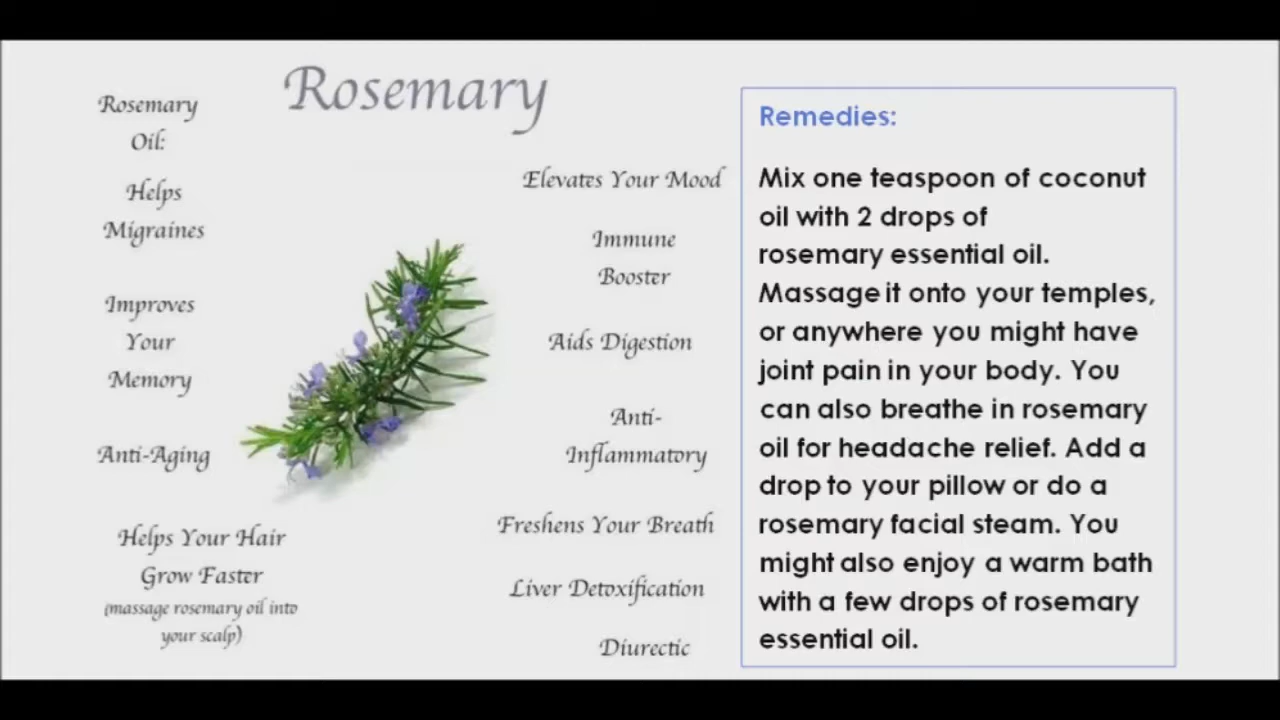 Rosemary
Rosemary
Oil:
Helps
Migraines
Improves
Your
Memory
Anti-Aging
Helps Your Hair
Grow Faster
(massage rosemary oil into
your scalp)
Elevates Your Mood
Immune
Booster
Aids Digestion
Anti-
Inflammatory
Freshens Your Breath
Liver Detoxification
Diurectic
Remedies:
Mix one teaspoon of coconut
oil with 2 drops of
rosemary essential oil.
Massage it onto your temples,
or anywhere you might have
joint pain in your body. You
can also breathe in rosemary
oil for headache relief. Add a
drop to your pillow or do a
rosemary facial steam. You
might also enjoy a warm bath
with a few drops of rosemary
essential oil.